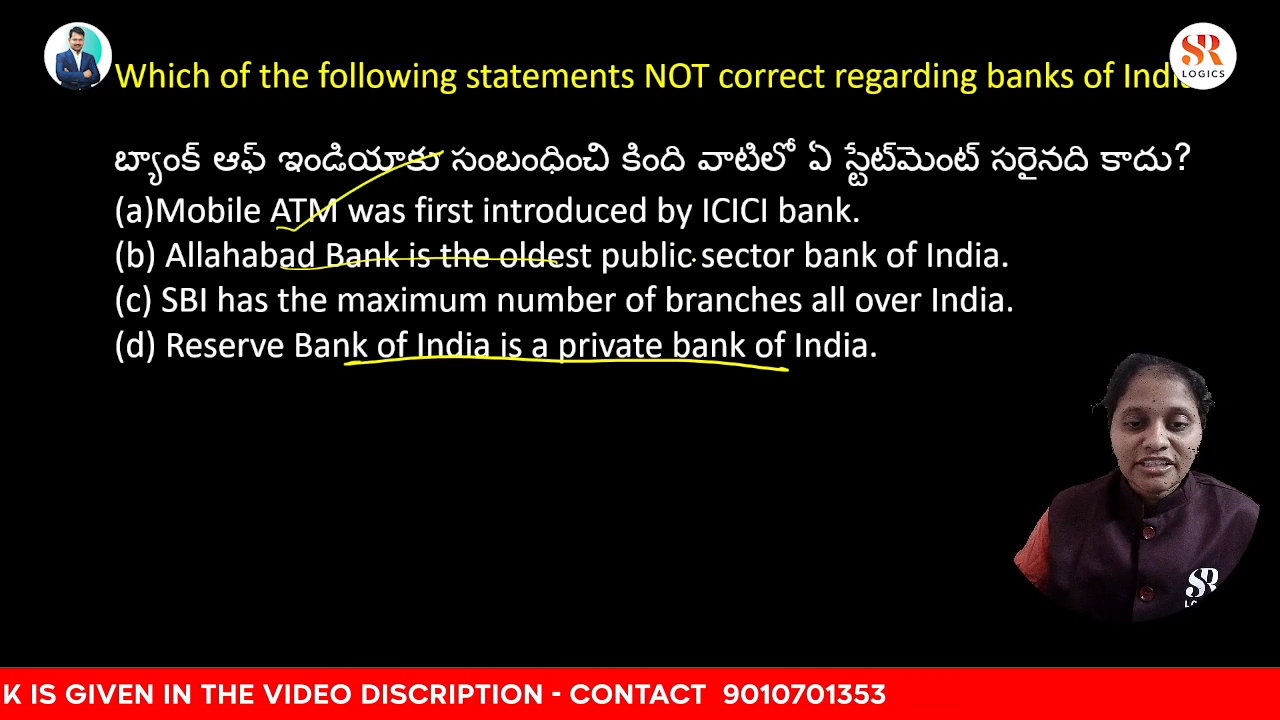 Which of the following statements NOT correct regarding banks of Indi
బ్యాంక్ ఆఫ్ ఇండియాకు సంబంధించి కింది వాటిలో ఏ స్టేట్‌మెంట్ సరైనది కాదు?
(a)Mobile ATM was first introduced by ICICI bank.
(b) Allahabad Bank is the oldest public sector bank of India.
(c) SBI has the maximum number of branches all over India.
(d) Reserve Bank of India is a private bank of India.
SR
LOGICS
SR
K IS GIVEN IN THE VIDEO DISCRIPTION - CONTACT 9010701353